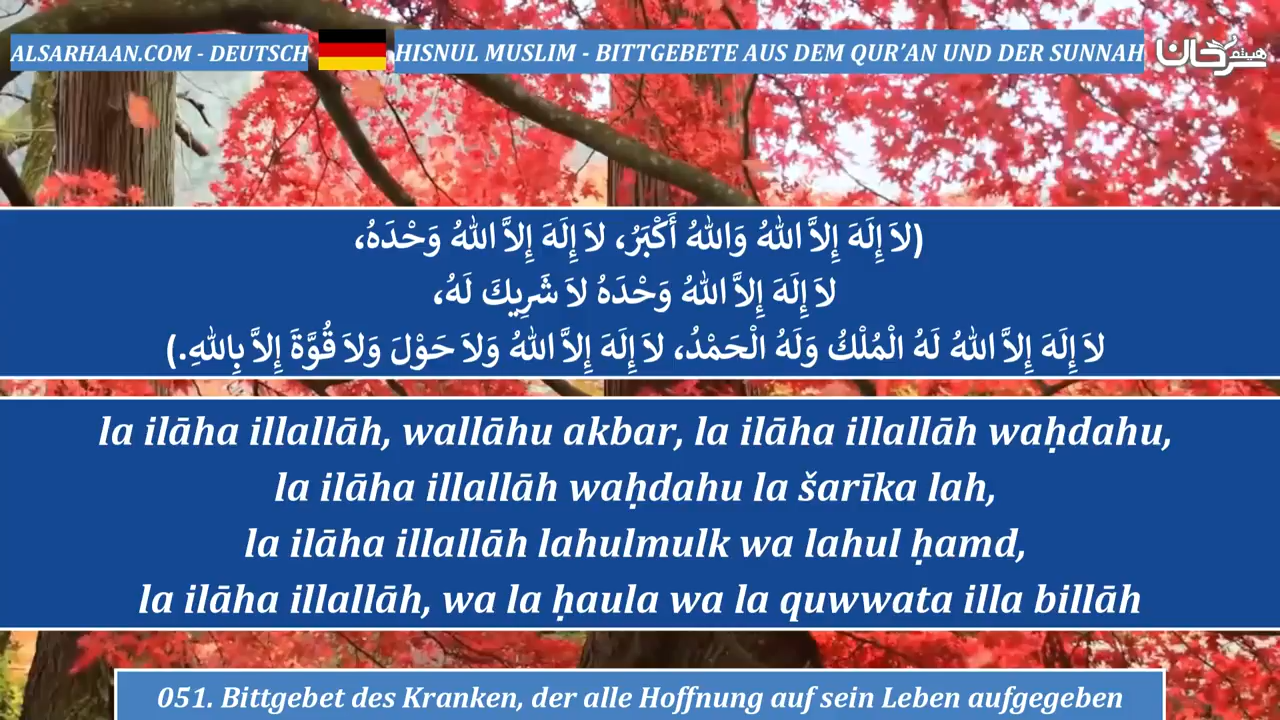 ALSARHAAN.COM - DEUTSCH
HISNUL MUSLIM - BITTGEBETE AUS DEM QUR’AN UND DER SUNNAH
هيثم سرحان
(لاَ إِلَهَ إِلاَّ اللهُ وَاللهُ أَكْبَرُ، لاَ إِلَهَ إِلاَّ اللهُ وَحْدَهُ،
لاَ إِلَهَ إِلاَّ اللهُ وَحْدَهُ لاَ شَرِيكَ لَهُ،
لاَ إِلَهَ إِلاَّ اللهُ لَهُ الْمُلْكُ وَلَهُ الْحَمْدُ، لاَ إِلَهَ إِلاَّ اللهُ وَلاَ حَوْلَ وَلاَ قُوَّةَ إِلاَّ بِاللهِ.)
la ilāha illallāh, wallāhu akbar, la ilāha illallāh waḥdahu,
la ilāha illallāh waḥdahu la šarīka lah,
la ilāha illallāh lahulmulk wa lahul ḥamd,
la ilāha illallāh, wa la ḥaula wa la quwwata illa billāh
051. Bittgebet des Kranken, der alle Hoffnung auf sein Leben aufgegeben